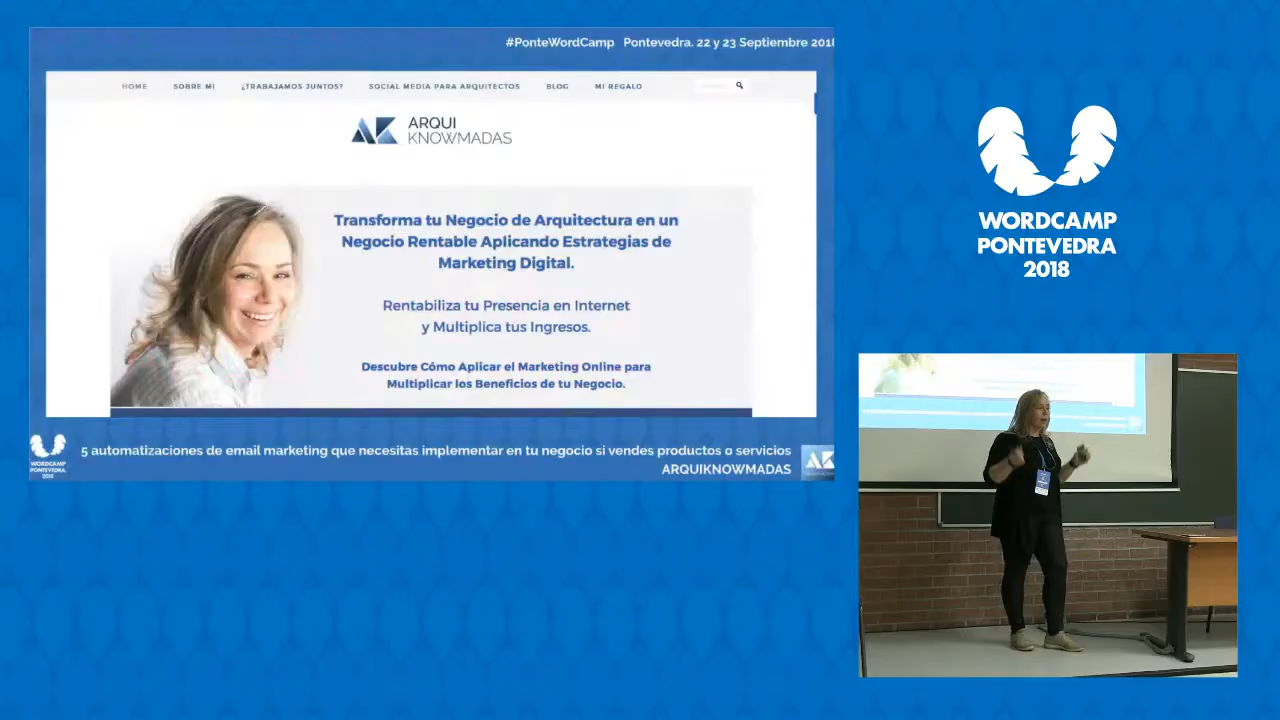 #PonteWordCamp Pontevedra. 22 y 23 Septiembre 2018
HOME SOBRE MI ¿TRABAJAMOS JUNTOS? SOCIAL MEDIA PARA ARQUITECTOS BLOG MI REGALO
ARQUI
KNOWMADAS
Transforma tu Negocio de Arquitectura en un
Negocio Rentable Aplicando Estrategias de
Marketing Digital.
Rentabiliza tu Presencia en Internet
y Multiplica tus Ingresos.
Descubre Cómo Aplicar el Marketing Online para
Multiplicar los Beneficios de tu Negocio.
WORDCAMP
PONTEVEDRA
2018
5 automatizaciones de email marketing que necesitas implementar en tu negocio si vendes productos o servicios
ARQUIKNOWMADAS
WORDCAMP
PONTEVEDRA
2018